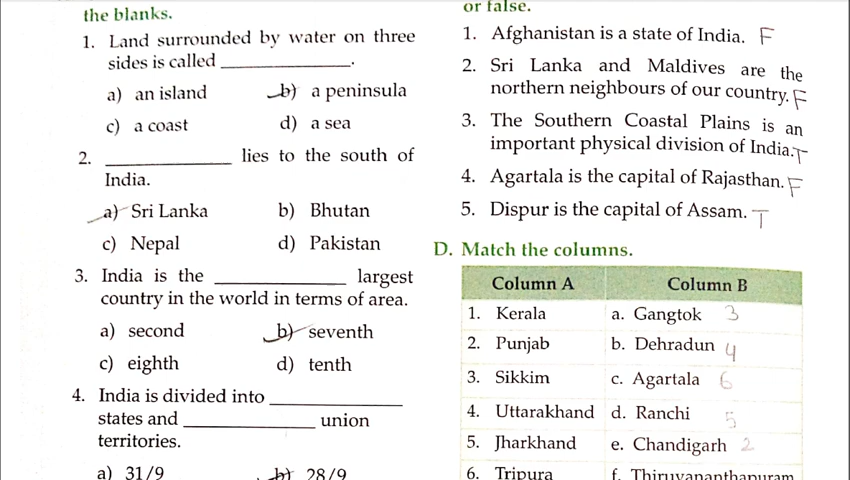 the blanks.
1. Land surrounded by water on three
sides is called ____________.
a) an island b) a peninsula
c) a coast d) a sea
2. ____________ lies to the south of
India.
a) Sri Lanka b) Bhutan
c) Nepal d) Pakistan
3. India is the ____________ largest
country in the world in terms of area.
a) second b) seventh
c) eighth d) tenth
4. India is divided into ____________
states and ____________ union
territories.
a) 31/9 b) 28/9
or false.
1. Afghanistan is a state of India. F
2. Sri Lanka and Maldives are the
northern neighbours of our country. F
3. The Southern Coastal Plains is an
important physical division of India. T
4. Agartala is the capital of Rajasthan. F
5. Dispur is the capital of Assam. T
D. Match the columns.
Column A Column B
1. Kerala a. Gangtok 3
2. Punjab b. Dehradun 4
3. Sikkim c. Agartala 6
4. Uttarakhand d. Ranchi 5
5. Jharkhand e. Chandigarh 2
6. Tripura f. Thiruvananthapuram